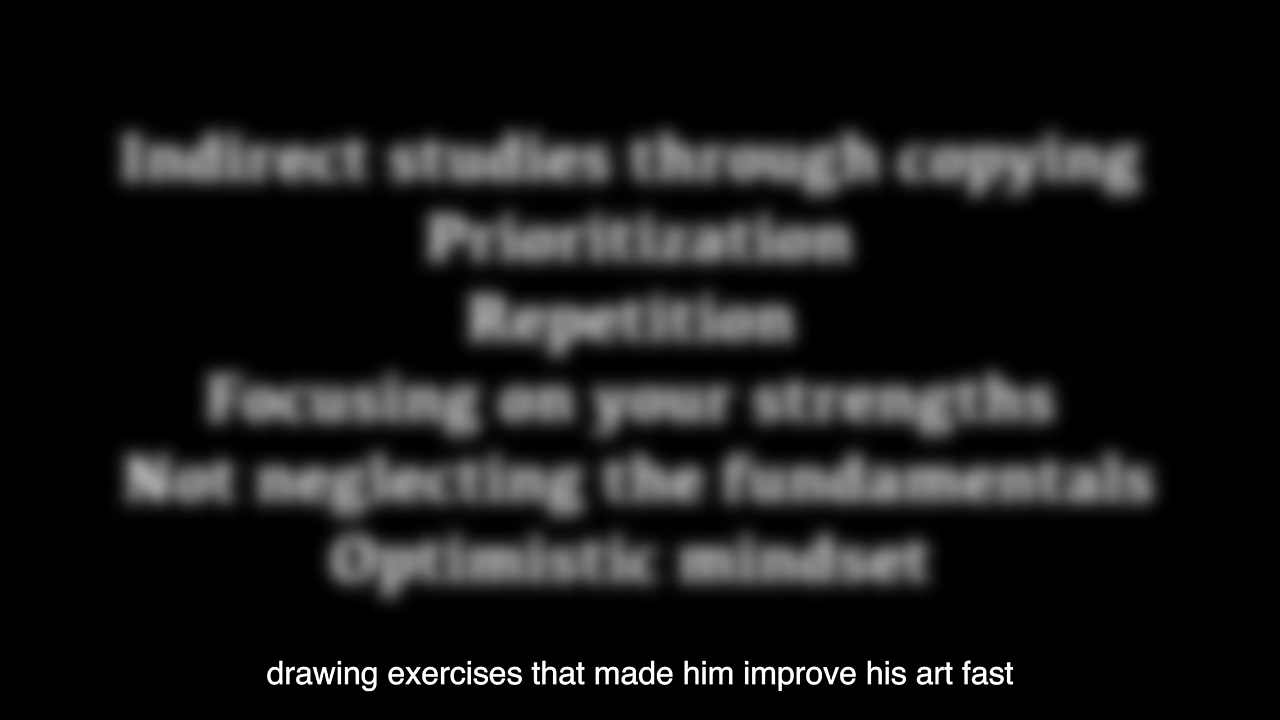 Indirect studies through copying
Prioritization
Repetition
Focusing on your strengths
Not neglecting the fundamentals
Optimistic mindset
drawing exercises that made him improve his art fast